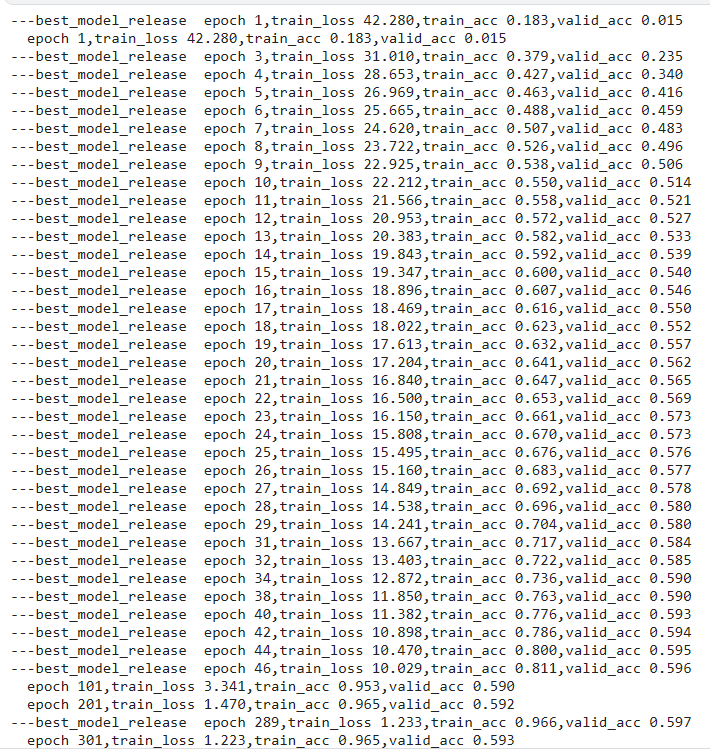 ---best_model_release  epoch 1,train_loss 42.280,train_acc 0.183,valid_acc 0.015
  epoch 1,train_loss 42.280,train_acc 0.183,valid_acc 0.015
---best_model_release  epoch 3,train_loss 31.010,train_acc 0.379,valid_acc 0.235
---best_model_release  epoch 4,train_loss 28.653,train_acc 0.427,valid_acc 0.340
---best_model_release  epoch 5,train_loss 26.969,train_acc 0.463,valid_acc 0.416
---best_model_release  epoch 6,train_loss 25.665,train_acc 0.488,valid_acc 0.459
---best_model_release  epoch 7,train_loss 24.620,train_acc 0.507,valid_acc 0.483
---best_model_release  epoch 8,train_loss 23.722,train_acc 0.526,valid_acc 0.496
---best_model_release  epoch 9,train_loss 22.925,train_acc 0.538,valid_acc 0.506
---best_model_release  epoch 10,train_loss 22.212,train_acc 0.550,valid_acc 0.514
---best_model_release  epoch 11,train_loss 21.566,train_acc 0.558,valid_acc 0.521
---best_model_release  epoch 12,train_loss 20.953,train_acc 0.572,valid_acc 0.527
---best_model_release  epoch 13,train_loss 20.383,train_acc 0.582,valid_acc 0.533
---best_model_release  epoch 14,train_loss 19.843,train_acc 0.592,valid_acc 0.539
---best_model_release  epoch 15,train_loss 19.347,train_acc 0.600,valid_acc 0.540
---best_model_release  epoch 16,train_loss 18.896,train_acc 0.607,valid_acc 0.546
---best_model_release  epoch 17,train_loss 18.469,train_acc 0.616,valid_acc 0.550
---best_model_release  epoch 18,train_loss 18.022,train_acc 0.623,valid_acc 0.552
---best_model_release  epoch 19,train_loss 17.613,train_acc 0.632,valid_acc 0.557
---best_model_release  epoch 20,train_loss 17.204,train_acc 0.641,valid_acc 0.562
---best_model_release  epoch 21,train_loss 16.840,train_acc 0.647,valid_acc 0.565
---best_model_release  epoch 22,train_loss 16.500,train_acc 0.653,valid_acc 0.569
---best_model_release  epoch 23,train_loss 16.150,train_acc 0.661,valid_acc 0.573
---best_model_release  epoch 24,train_loss 15.808,train_acc 0.670,valid_acc 0.573
---best_model_release  epoch 25,train_loss 15.495,train_acc 0.676,valid_acc 0.576
---best_model_release  epoch 26,train_loss 15.160,train_acc 0.683,valid_acc 0.577
---best_model_release  epoch 27,train_loss 14.849,train_acc 0.692,valid_acc 0.578
---best_model_release  epoch 28,train_loss 14.538,train_acc 0.696,valid_acc 0.580
---best_model_release  epoch 29,train_loss 14.241,train_acc 0.704,valid_acc 0.580
---best_model_release  epoch 31,train_loss 13.667,train_acc 0.717,valid_acc 0.584
---best_model_release  epoch 32,train_loss 13.403,train_acc 0.722,valid_acc 0.585
---best_model_release  epoch 34,train_loss 12.872,train_acc 0.736,valid_acc 0.590
---best_model_release  epoch 38,train_loss 11.850,train_acc 0.763,valid_acc 0.590
---best_model_release  epoch 40,train_loss 11.382,train_acc 0.776,valid_acc 0.593
---best_model_release  epoch 42,train_loss 10.898,train_acc 0.786,valid_acc 0.594
---best_model_release  epoch 44,train_loss 10.470,train_acc 0.800,valid_acc 0.595
---best_model_release  epoch 46,train_loss 10.029,train_acc 0.811,valid_acc 0.596
  epoch 101,train_loss 3.341,train_acc 0.953,valid_acc 0.590
  epoch 201,train_loss 1.470,train_acc 0.965,valid_acc 0.592
---best_model_release  epoch 289,train_loss 1.233,train_acc 0.966,valid_acc 0.597
  epoch 301,train_loss 1.223,train_acc 0.965,valid_acc 0.593